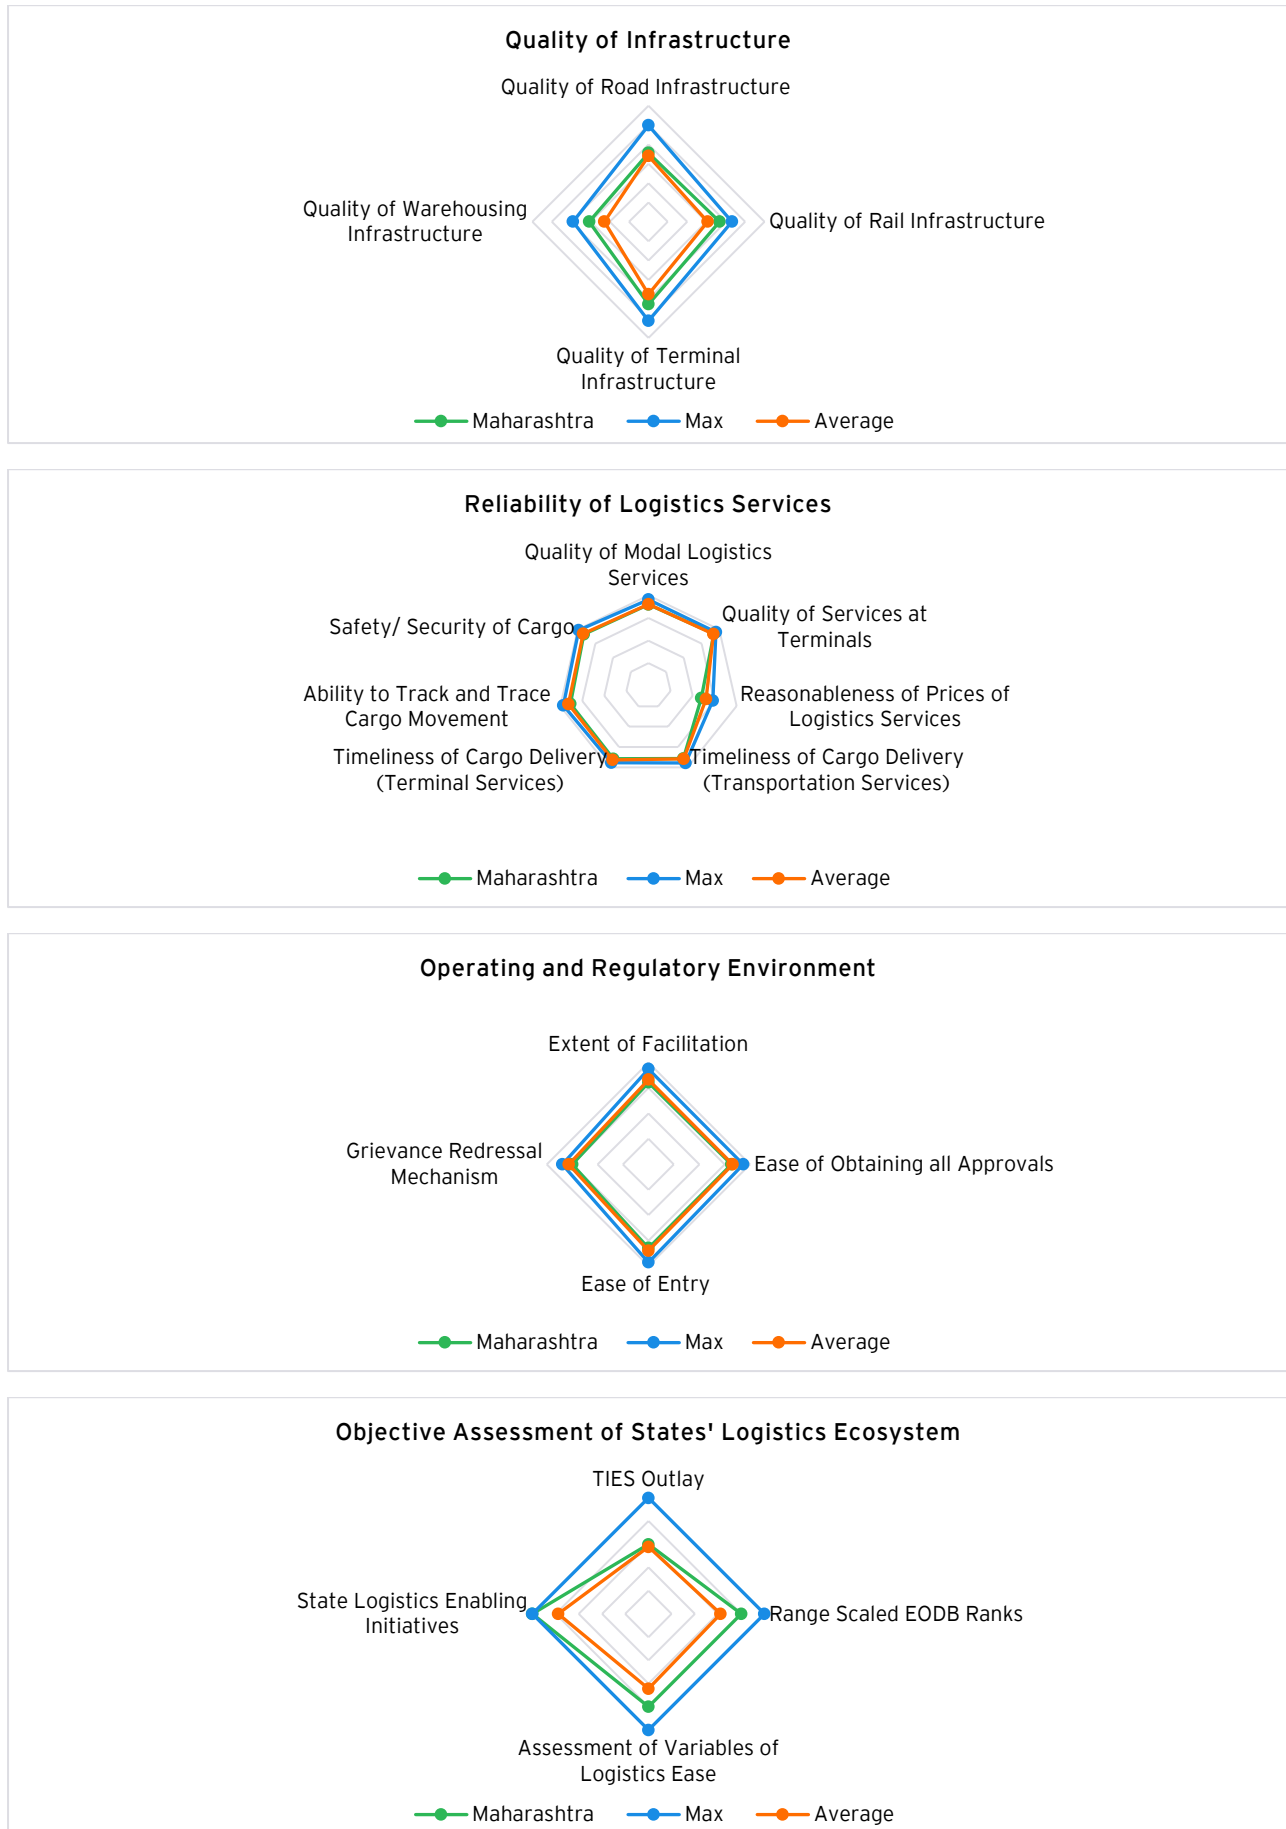 Quality of Infrastructure
Quality of Road Infrastructure
Quality of Warehousing
Infrastructure
Quality of Rail Infrastructure
Quality of Terminal
Infrastructure
Maharashtra Max Average
Reliability of Logistics Services
Quality of Modal Logistics
Services
Quality of Services at
Terminals
Safety/ Security of Cargo
Ability to Track and Trace
Cargo Movement
Reasonableness of Prices of
Logistics Services
Timeliness of Cargo Delivery
(Terminal Services)
Timeliness of Cargo Delivery
(Transportation Services)
Maharashtra Max Average
Operating and Regulatory Environment
Extent of Facilitation
Grievance Redressal
Mechanism
Ease of Obtaining all Approvals
Ease of Entry
Maharashtra Max Average
Objective Assessment of States' Logistics Ecosystem
TIES Outlay
State Logistics Enabling
Initiatives
Range Scaled EODB Ranks
Assessment of Variables of
Logistics Ease
Maharashtra Max Average